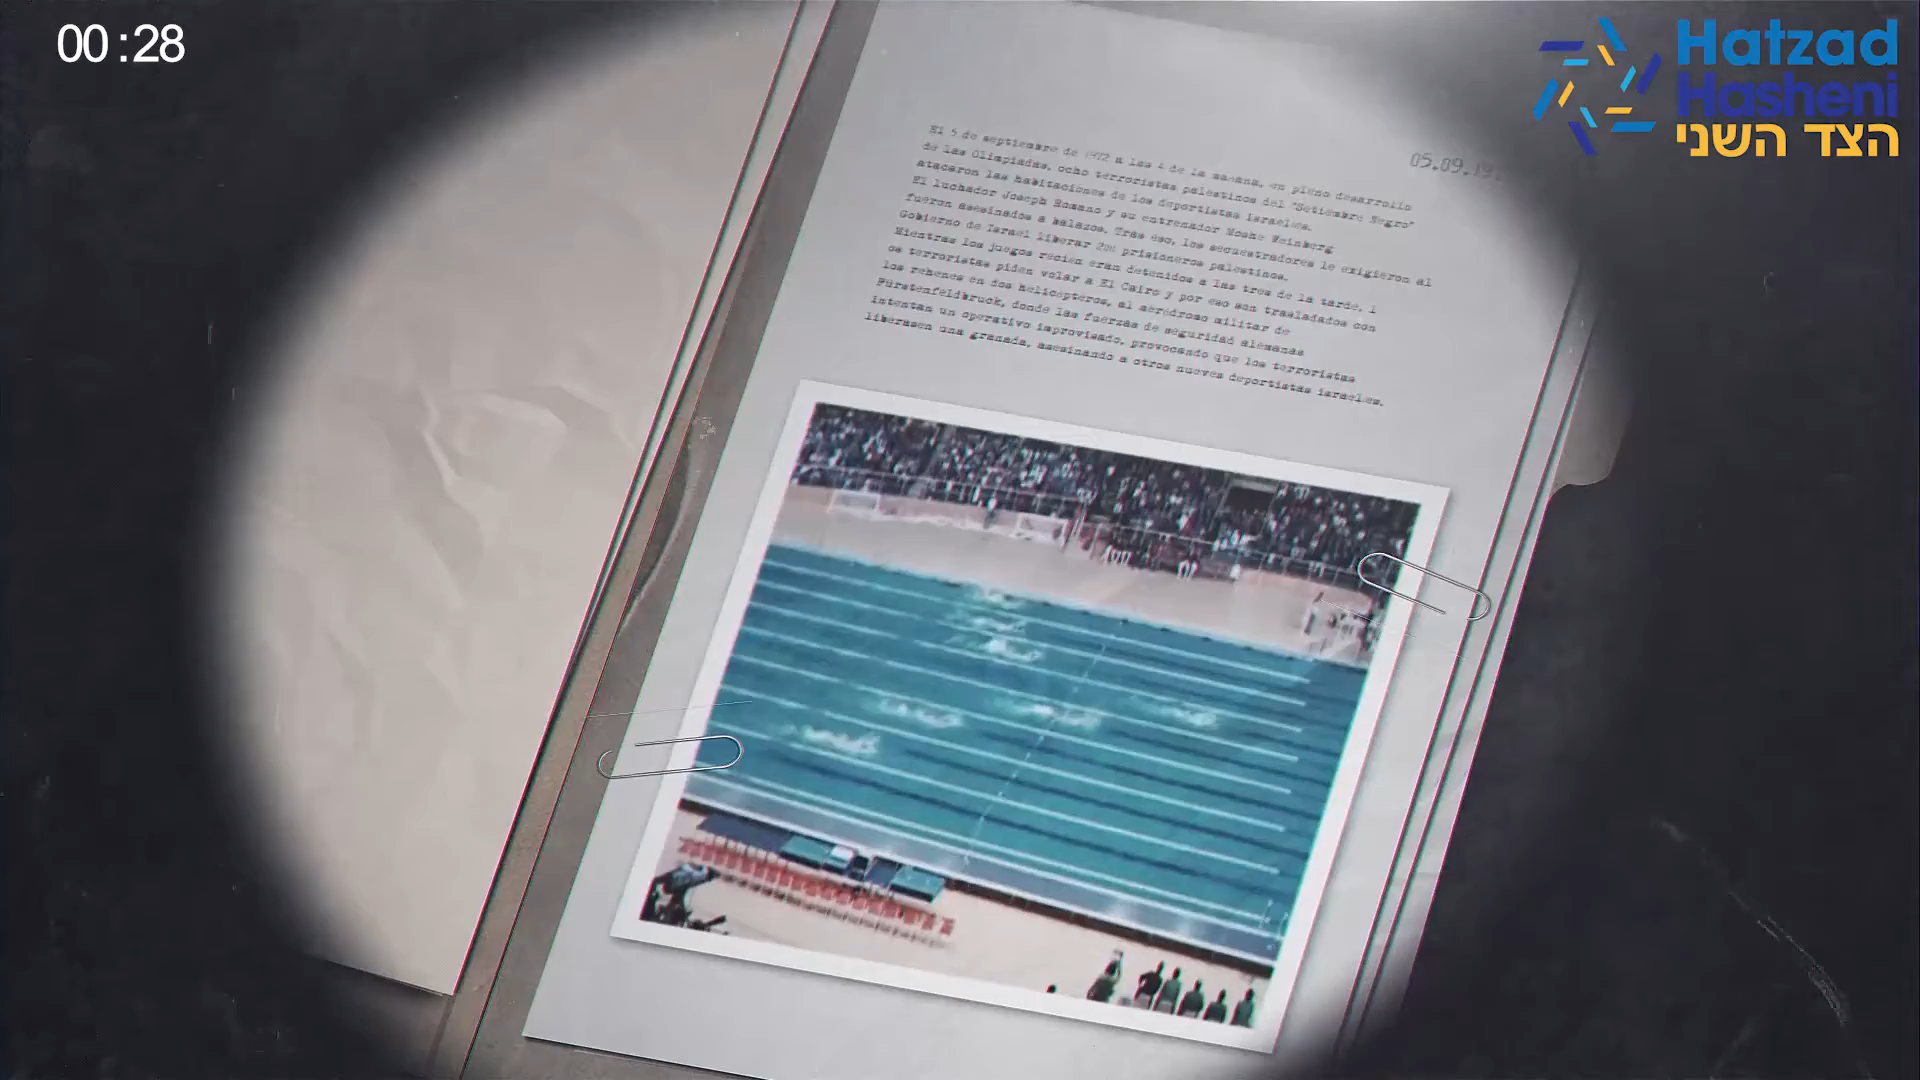 00:28
Hatzad
Hasheni
הצד השני
05.09.19
El 5 de septiembre de 1972 a las 4 de la mañana, en pleno desarrollo
de las Olimpiadas, ocho terroristas palestinos del "Setiembre Negro"
atacaron las habitaciones de los deportistas israelíes.
El luchador Joseph Romano y su entrenador Moshe Weinberg
fueron asesinados a balazos. Tras eso, los secuestradores le exigieron al
Gobierno de Israel liberar 200 prisioneros palestinos.
Mientras los juegos recién eran detenidos a las tres de la tarde, l
os terroristas piden volar a El Cairo y por eso son trasladados con
los rehenes en dos helicópteros, al aeródromo militar de
Fürstenfeldbruck, donde las fuerzas de seguridad alemanas
intentan un operativo improvisado, provocando que los terroristas
liberasen una granada, asesinando a otros nueves deportistas israelíes.